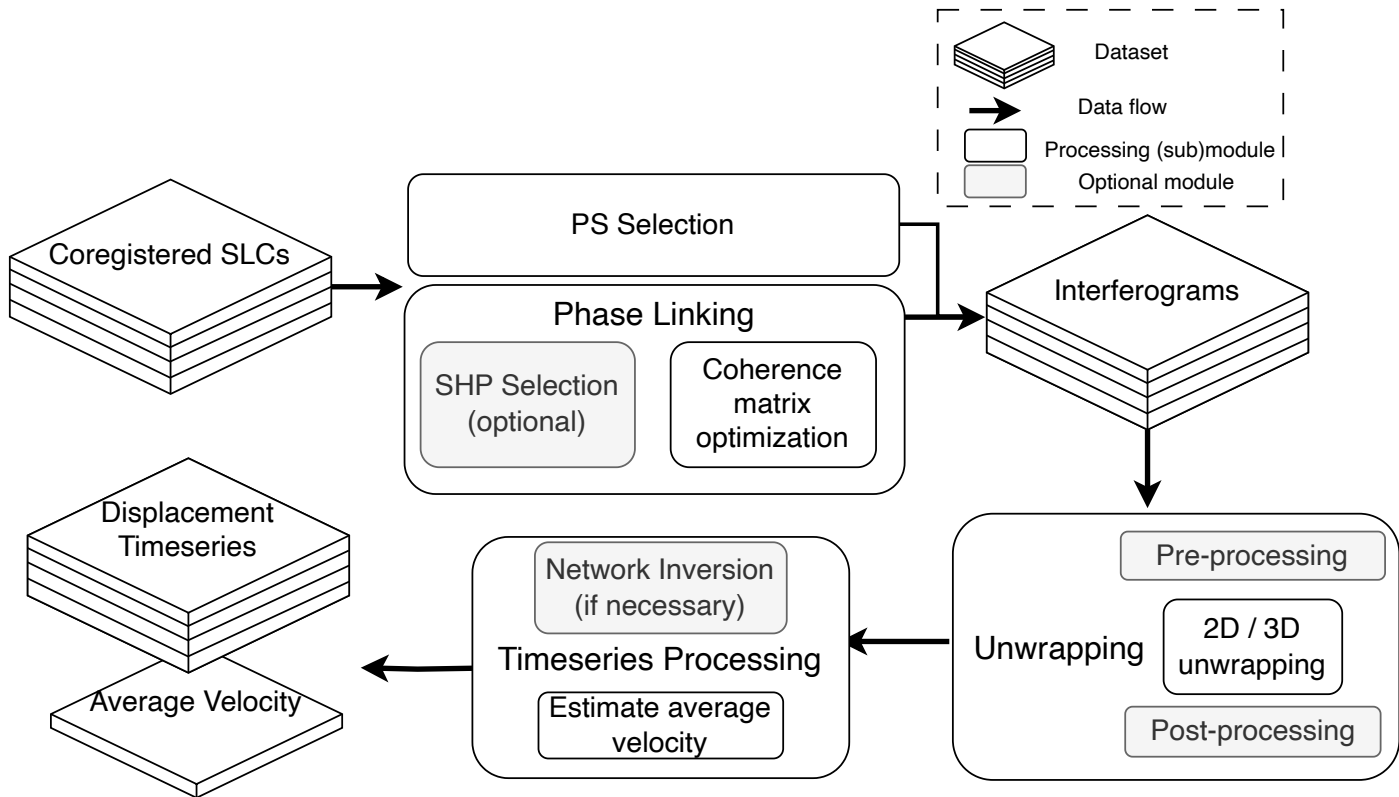 Dataset
Data flow
Processing (sub)module
Optional module
Coregistered SLCs
PS Selection
Phase Linking
SHP Selection
(optional)
Coherence
matrix
optimization
Interferograms
Pre-processing
Unwrapping
2D / 3D
unwrapping
Post-processing
Network Inversion
(if necessary)
Timeseries Processing
Estimate average
velocity
Displacement
Timeseries
Average Velocity